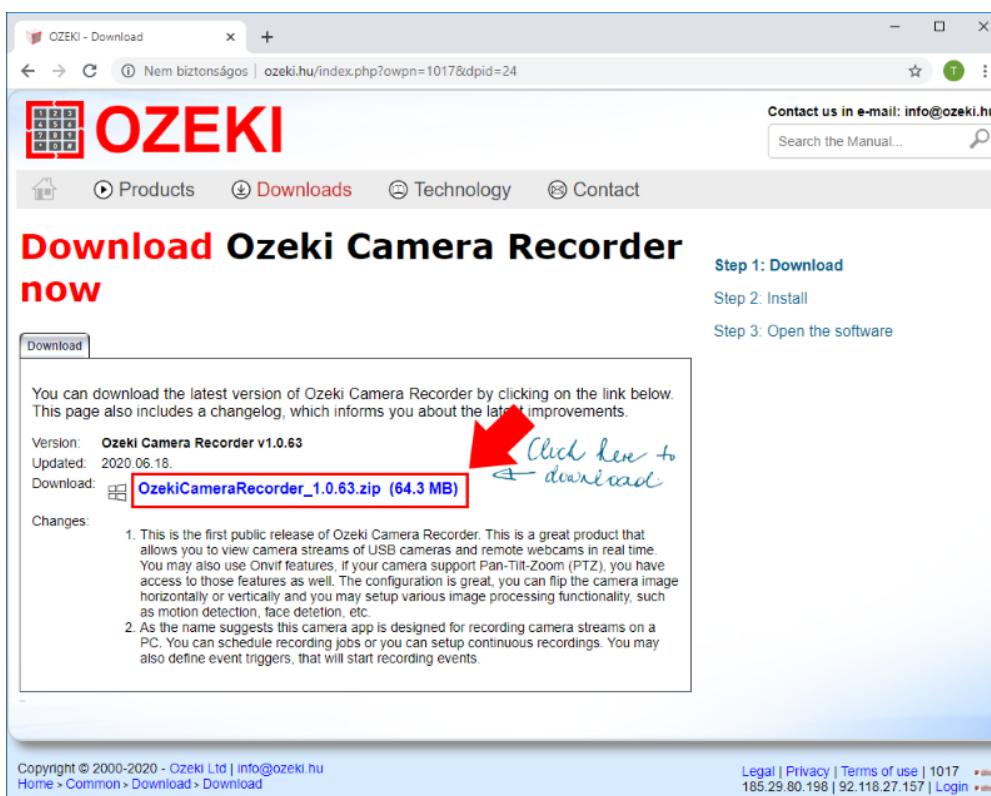 OZEKI - Download
Nem biztonságos | ozeki.hu/index.php?owpn=1017&dpid=24
T
1 2 3
4 5 6
7 8 9
* 0 #
OZEKI
Contact us in e-mail: info@ozeki.hu
Search the Manual...
Products
Downloads
Technology
Contact
Download Ozeki Camera Recorder
now
Step 1: Download
Step 2: Install
Step 3: Open the software
Download
You can download the latest version of Ozeki Camera Recorder by clicking on the link below.
This page also includes a changelog, which informs you about the latest improvements.
Version: Ozeki Camera Recorder v1.0.63
Updated: 2020.06.18.
Download: OzekiCameraRecorder_1.0.63.zip (64.3 MB)
Click here to
download
Changes:
1. This is the first public release of Ozeki Camera Recorder. This is a great product that
allows you to view camera streams of USB cameras and remote webcams in real time.
You may also use Onvif features, if your camera support Pan-Tilt-Zoom (PTZ), you have
access to those features as well. The configuration is great, you can flip the camera image
horizontally or vertically and you may setup various image processing functionality, such
as motion detection, face detetion, etc.
2. As the name suggests this camera app is designed for recording camera streams on a
PC. You can schedule recording jobs or you can setup continuous recordings. You may
also define event triggers, that will start recording events.
Copyright © 2000-2020 - Ozeki Ltd | info@ozeki.hu
Home > Common > Download > Download
Legal | Privacy | Terms of use | 1017
185.29.80.198 | 92.118.27.157 | Login